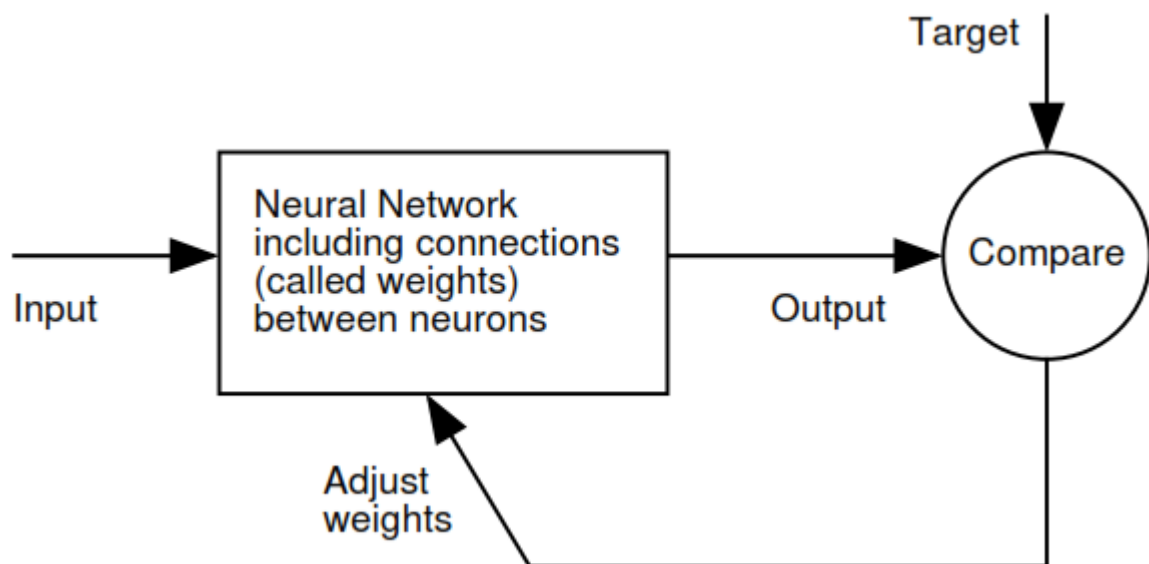 Target
Neural Network
including connections
(called weights)
between neurons
Compare
Input
Output
Adjust
weights